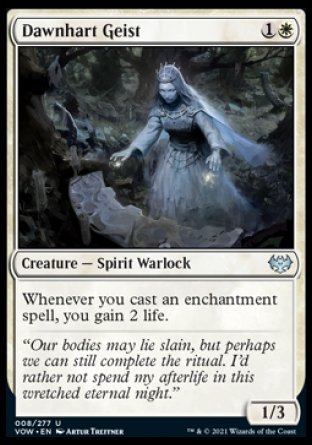 Dawnhart Geist 1
Creature — Spirit Warlock
Whenever you cast an enchantment
spell, you gain 2 life.
“Our bodies may lie slain, but perhaps
we can still complete the ritual. I’d
rather not spend my afterlife in this
wretched eternal night.”
1/3
008/277 U
VOW • EN Artur Treffner ™ & © 2021 Wizards of the Coast